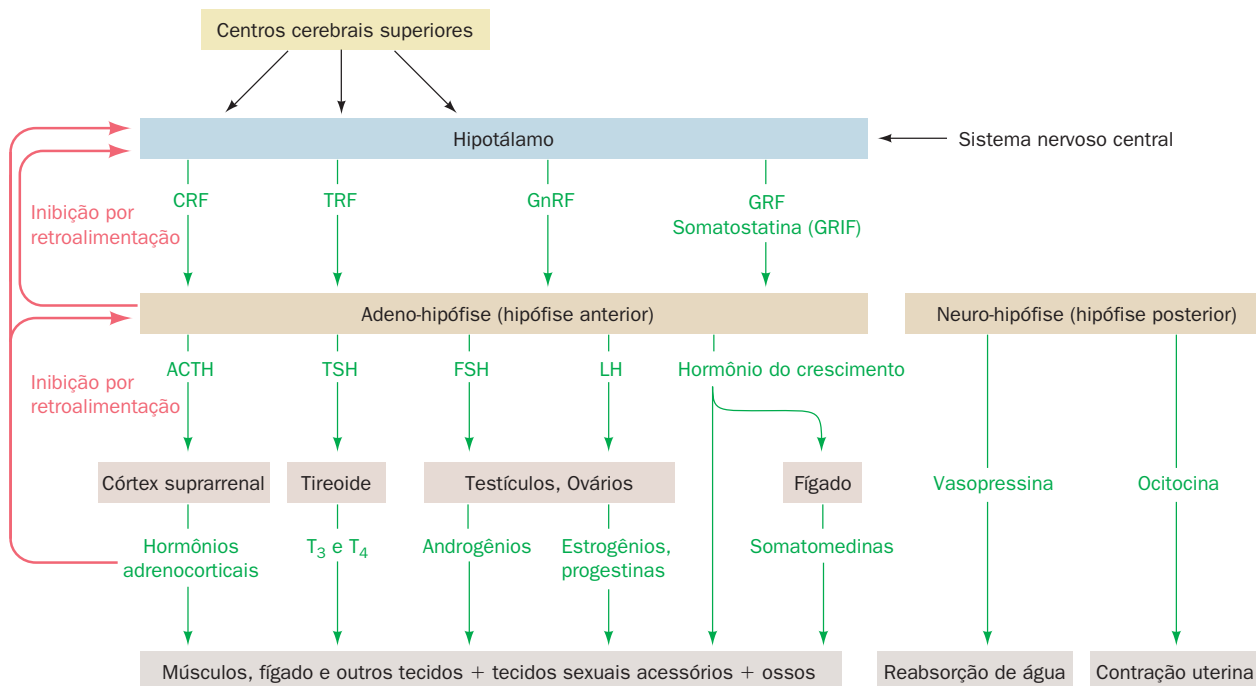 Centros cerebrais superiores
Hipotálamo
Sistema nervoso central
CRF
TRF
GnRF
GRF
Somatostatina (GRIF)
Inibição por
retroalimentação
Adeno-hipófise (hipófise anterior)
Neuro-hipófise (hipófise posterior)
ACTH
TSH
FSH
LH
Hormônio do crescimento
Inibição por
retroalimentação
Córtex suprarrenal
Tireoide
Testículos, Ovários
Fígado
Vasopressina
Ocitocina
Hormônios
adrenocorticais
T3 e T4
Androgênios
Estrogênios,
progestinas
Somatomedinas
Músculos, fígado e outros tecidos + tecidos sexuais acessórios + ossos
Reabsorção de água
Contração uterina